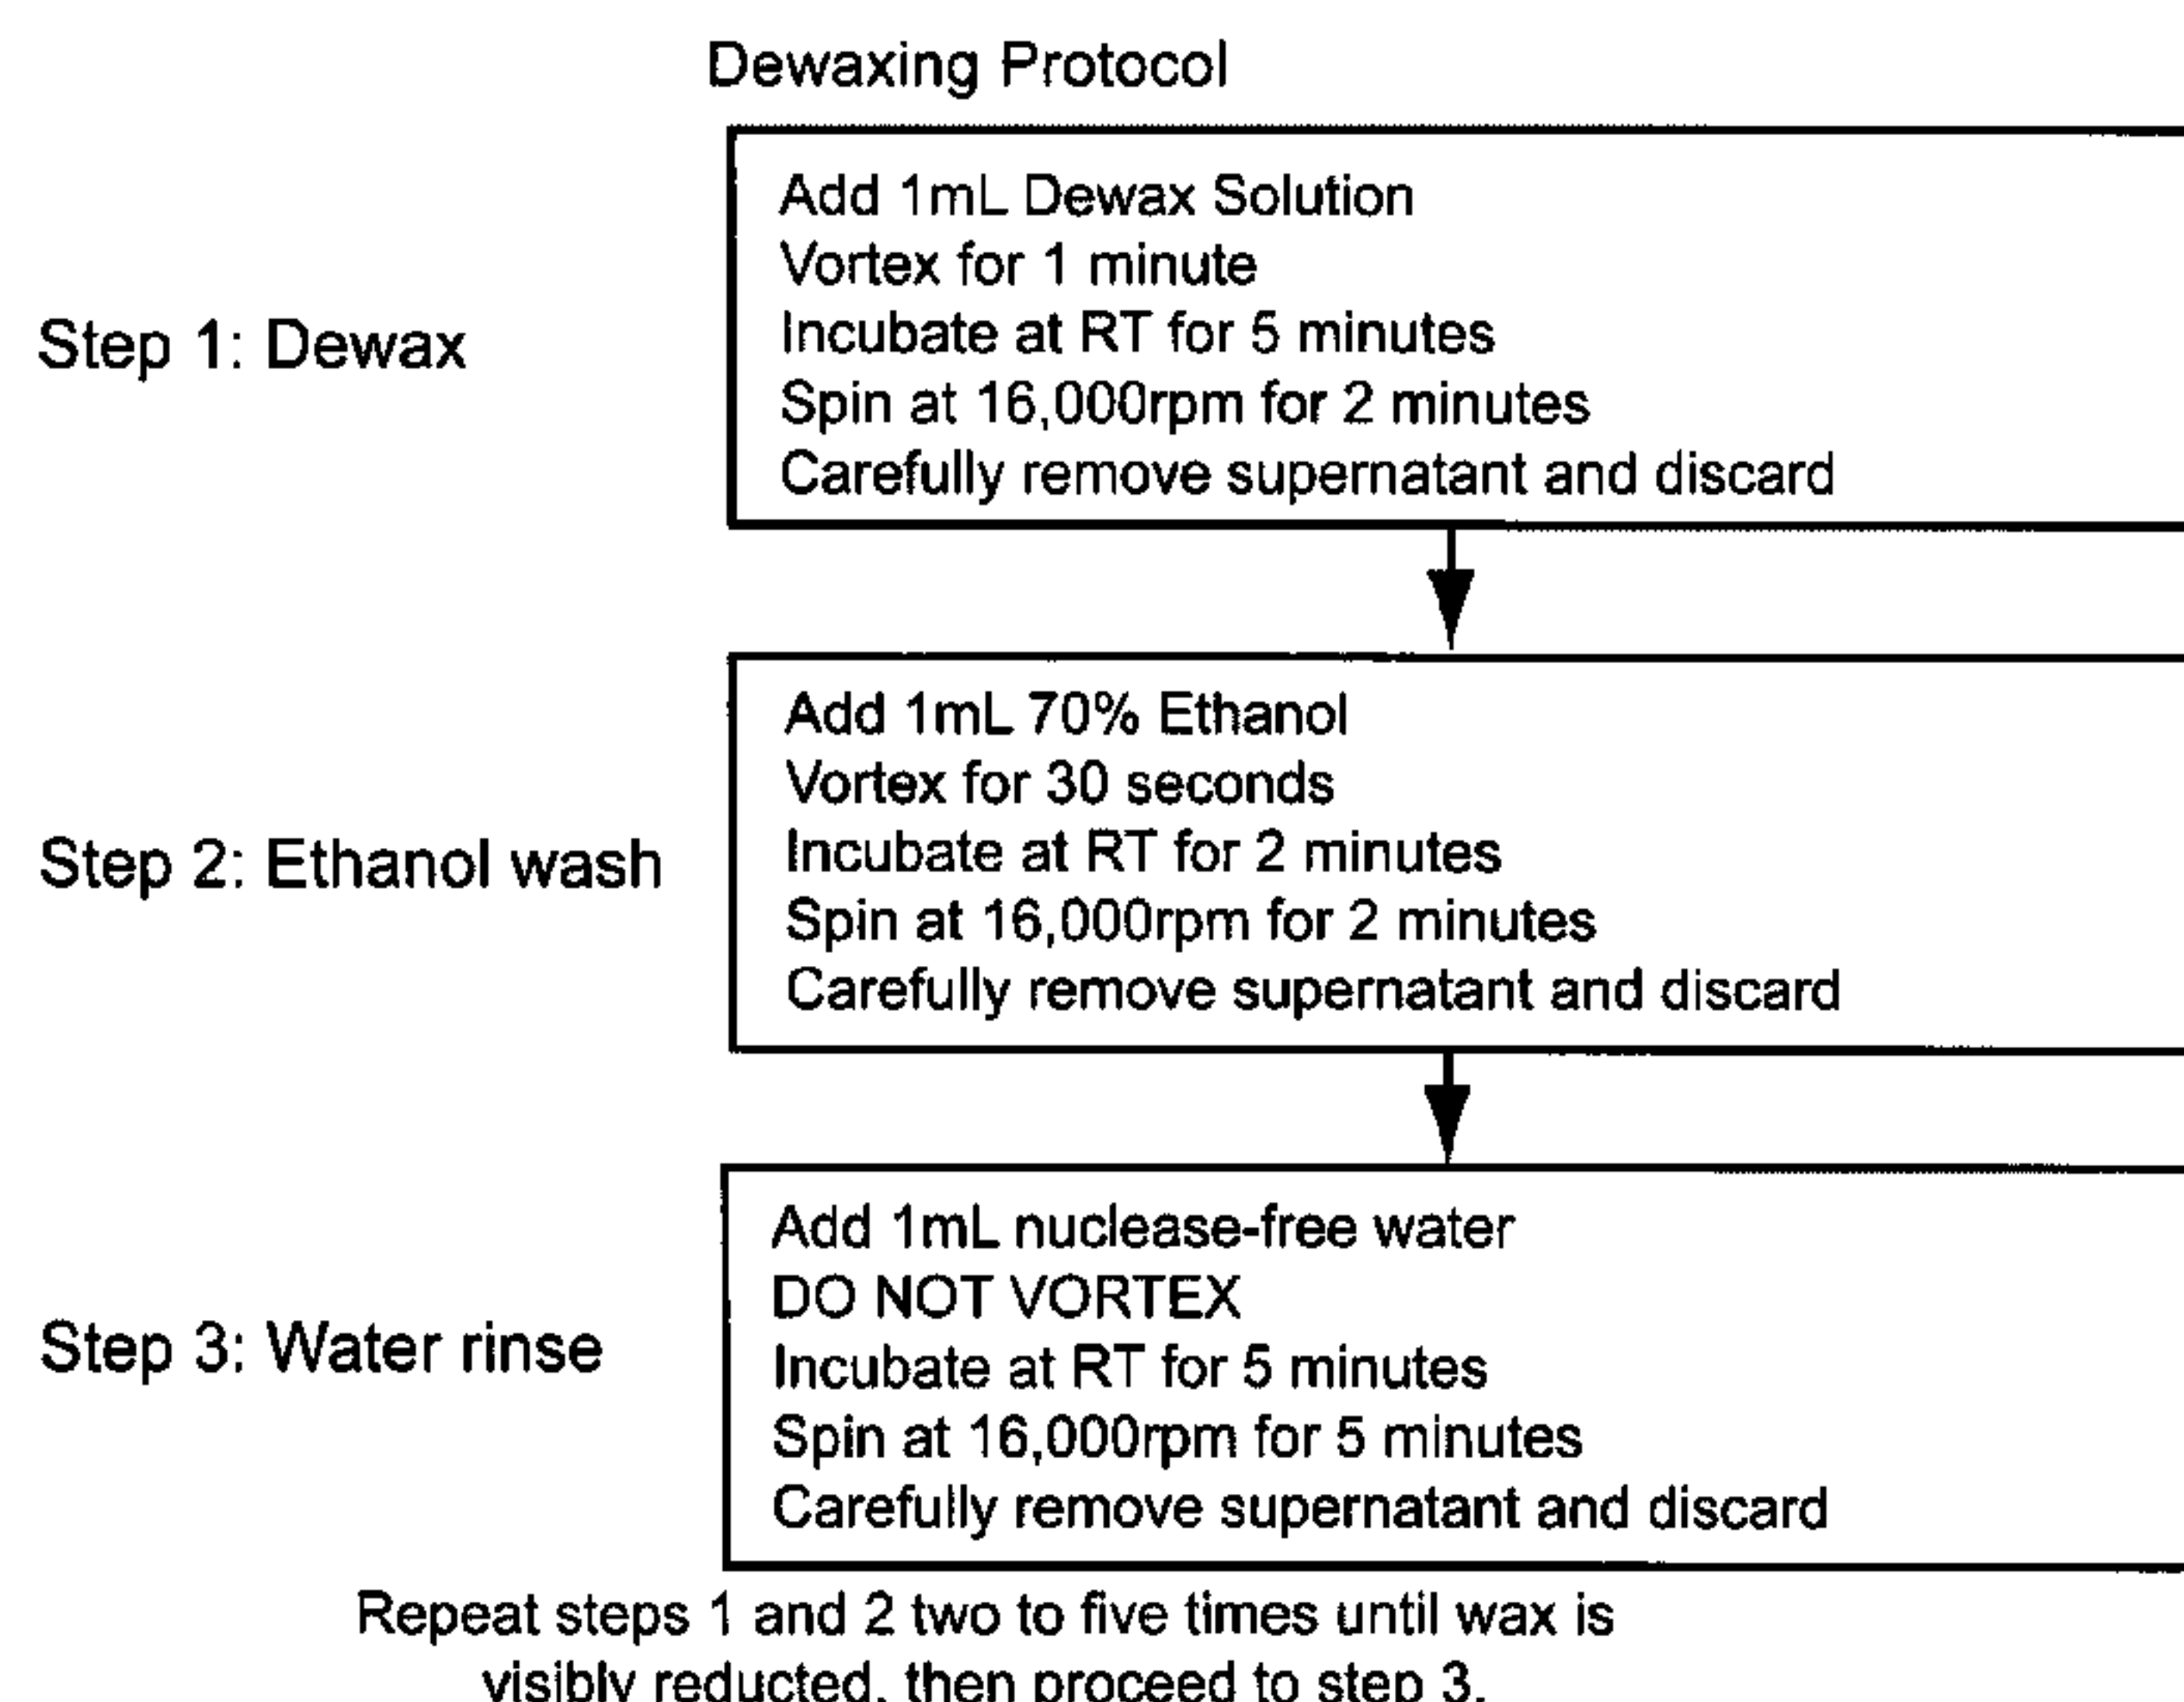 Dewaxing Protocol
Step 1: Dewax
Add 1mL Dewax Solution
Vortex for 1 minute
Incubate at RT for 5 minutes
Spin at 16,000rpm for 2 minutes
Carefully remove supernatant and discard
Step 2: Ethanol wash
Add 1mL 70% Ethanol
Vortex for 30 seconds
Incubate at RT for 2 minutes
Spin at 16,000rpm for 2 minutes
Carefully remove supernatant and discard
Step 3: Water rinse
Add 1mL nuclease-free water
DO NOT VORTEX
Incubate at RT for 5 minutes
Spin at 16,000rpm for 5 minutes
Carefully remove supernatant and discard
Repeat steps 1 and 2 two to five times until wax is
visibly reducted, then proceed to step 3.